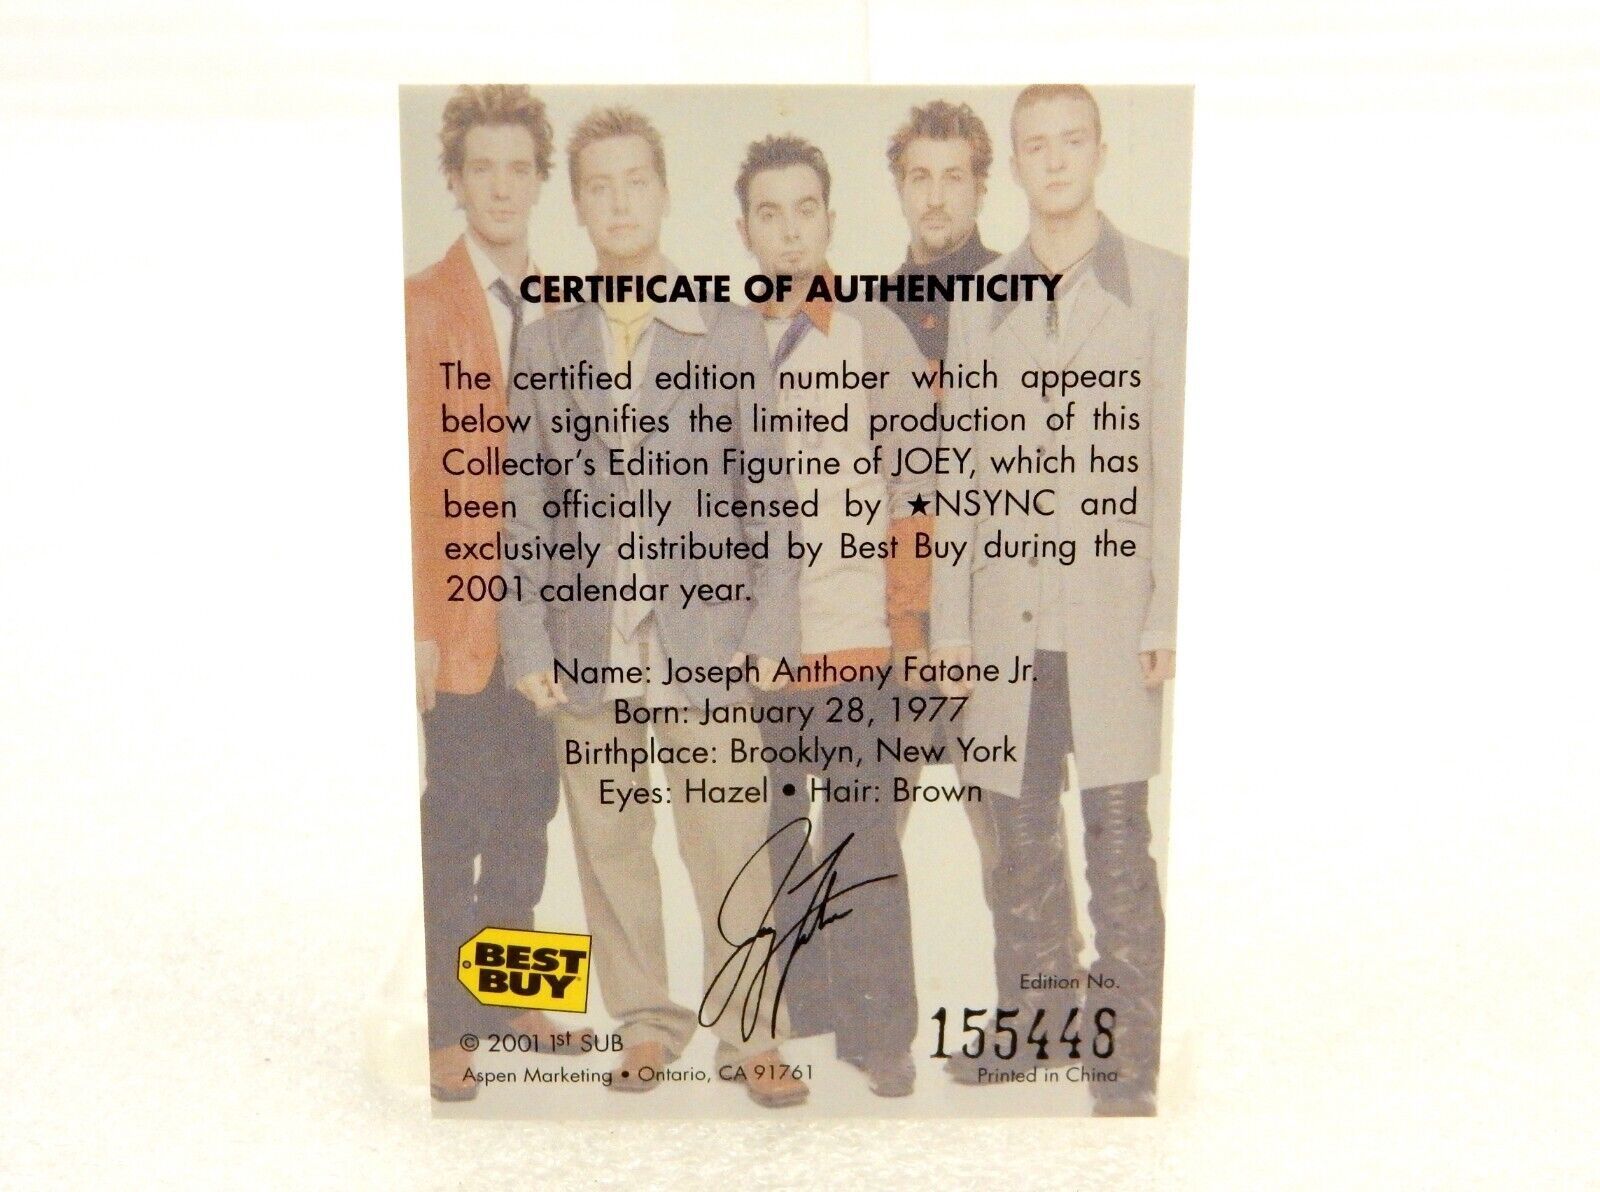 CERTIFICATE OF AUTHENTICITY
The certified edition number which appears
below signifies the limited production of this
Collector's Edition Figurine of JOEY, which has
been officially licensed by ★NSYNC and
exclusively distributed by Best Buy during the
2001 calendar year.
Name: Joseph Anthony Fatone Jr.
Born: January 28, 1977
Birthplace: Brooklyn, New York
Eyes: Hazel • Hair: Brown
BEST
BUY
Joey Fatone
Edition No.
155448
© 2001 1st SUB
Aspen Marketing • Ontario, CA 91761
Printed in China